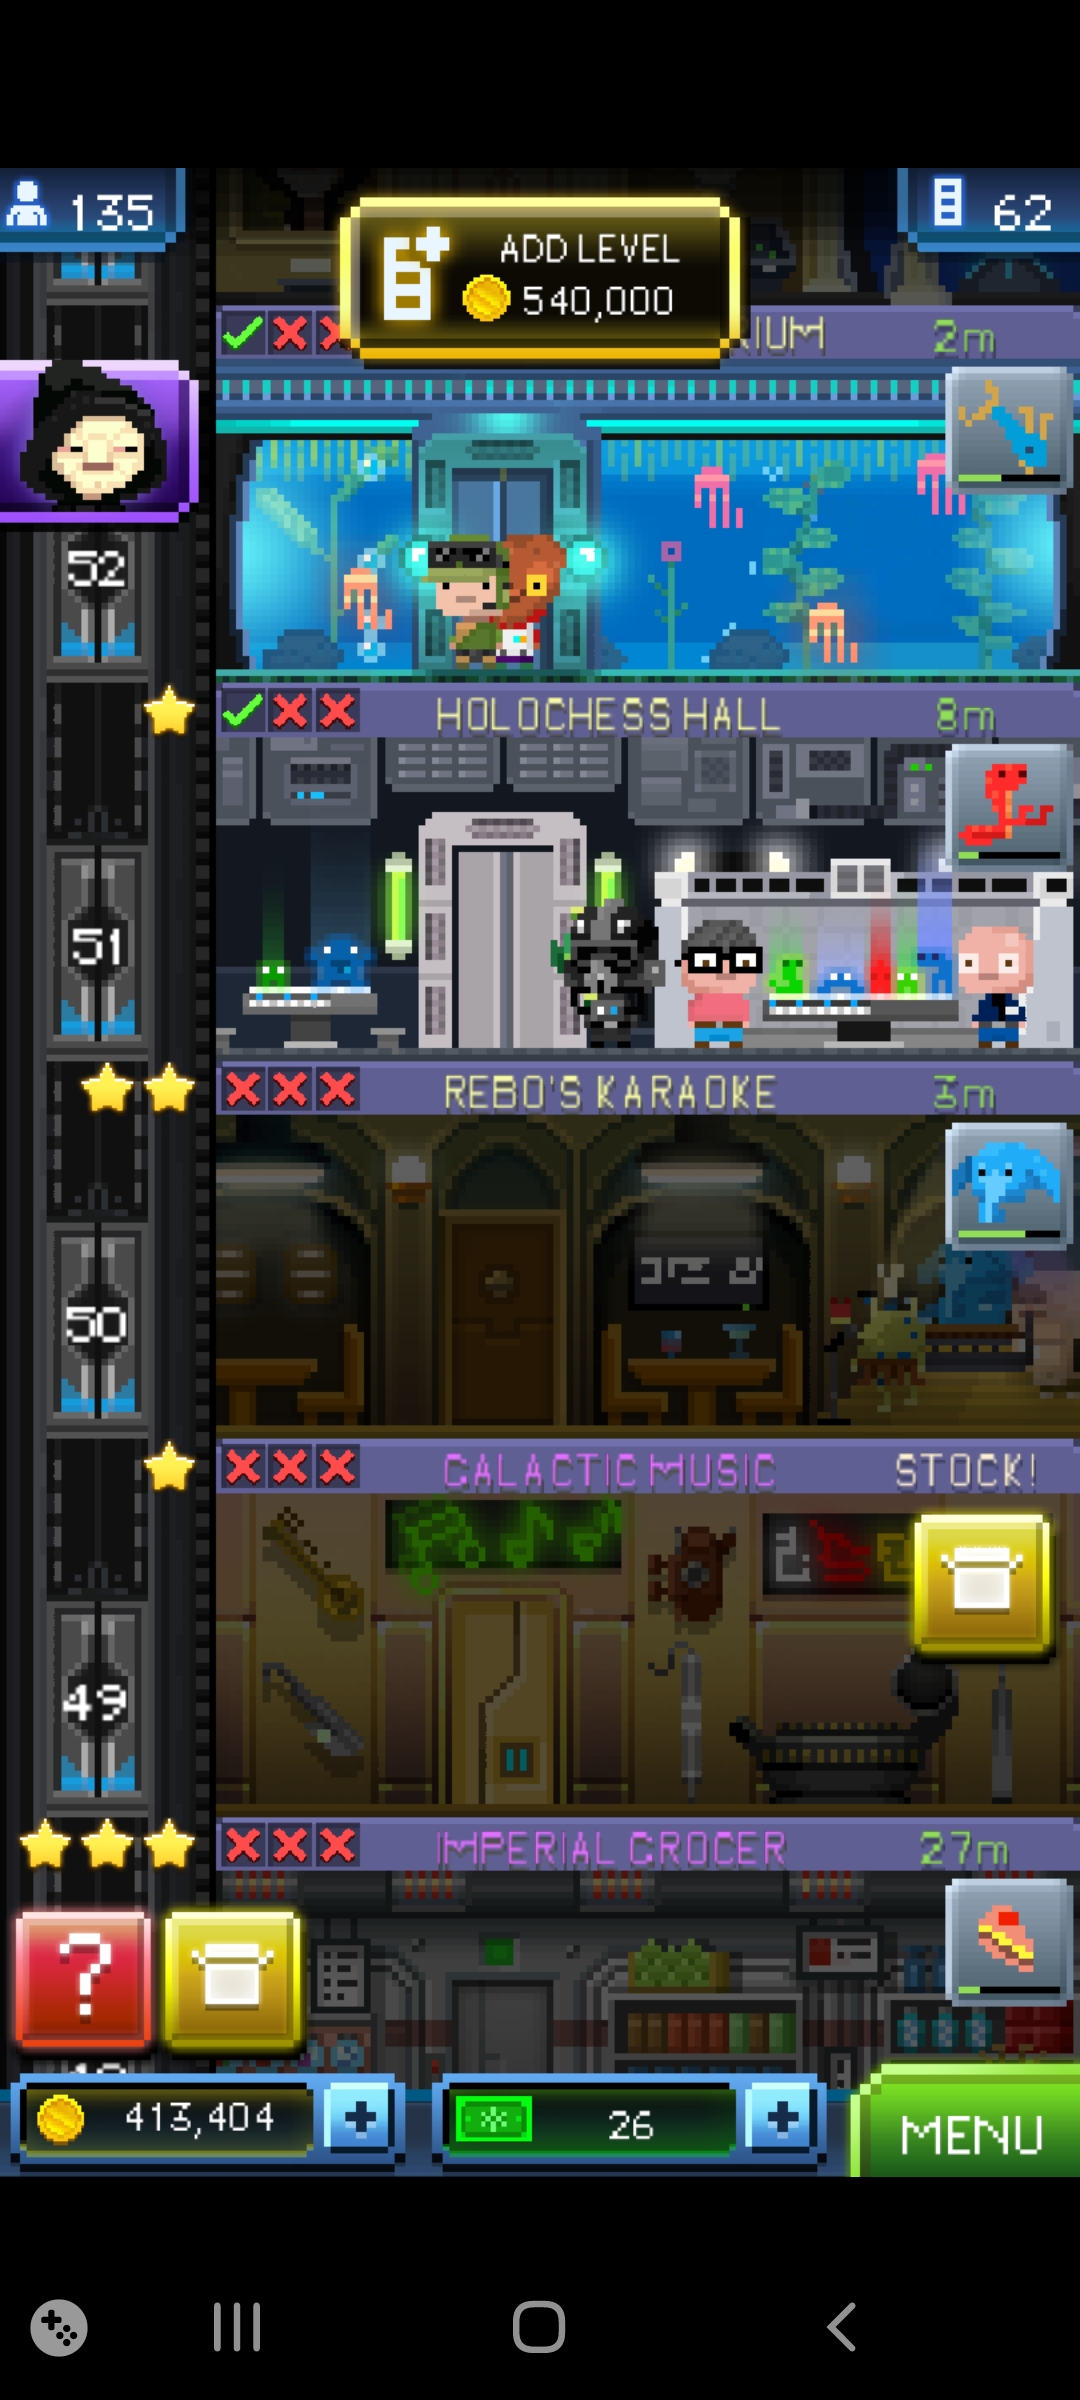 135
ADD LEVEL
540,000
62
RIUM 2m
52
HOLOCHESS HALL 8m
51
REBO'S KARAOKE 3m
50
GALACTIC MUSIC STOCK!
49
IMPERIAL GROCER 27m
?
413,404 +
26 +
MENU